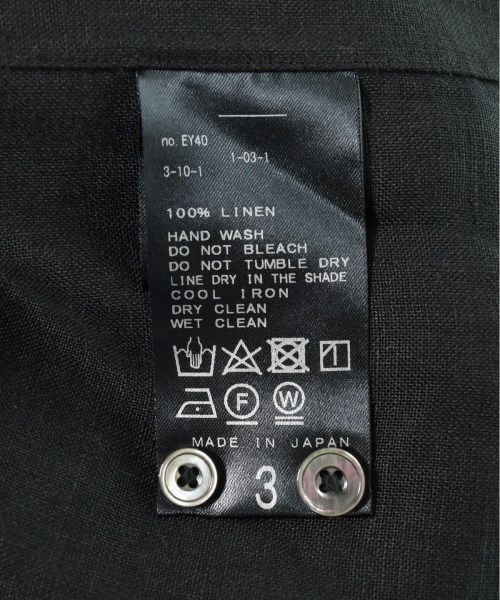 no. EY40
1-03-1
3-10-1
100% LINEN
HAND WASH
DO NOT BLEACH
DO NOT TUMBLE DRY
LINE DRY IN THE SHADE
COOL IRON
DRY CLEAN
WET CLEAN
F
W
MADE IN JAPAN
3